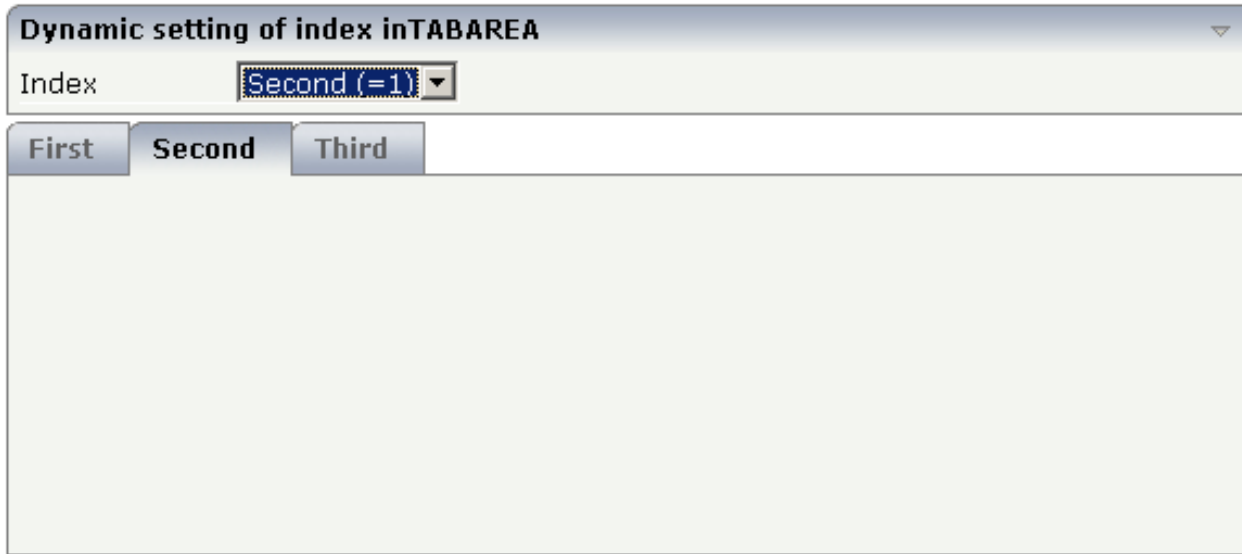 Dynamic setting of index inTABAREA
Index Second (=1)
First Second Third